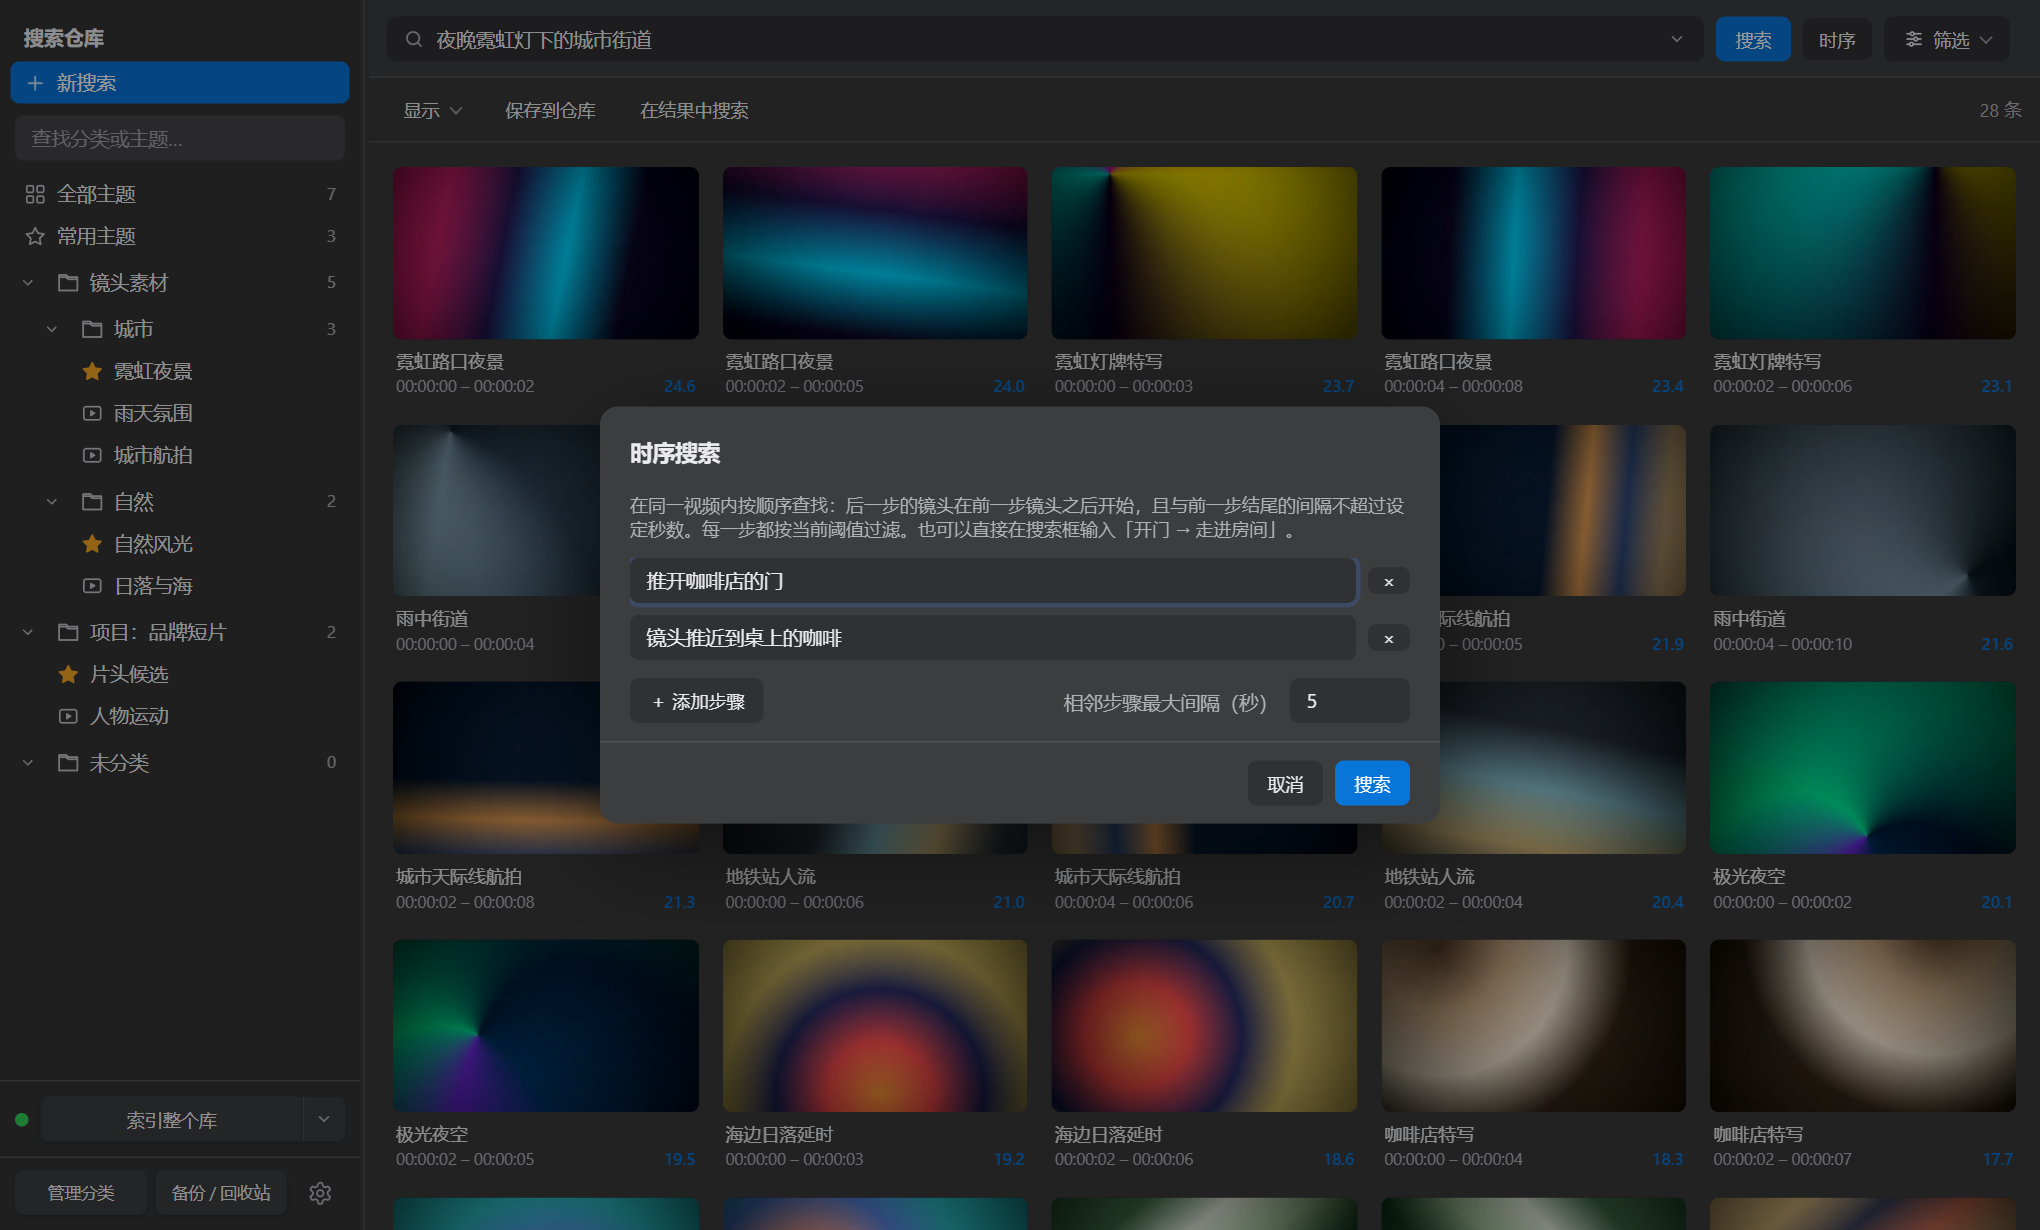 搜索仓库
新搜索
查找分类或主题...
全部主题 7
常用主题 3
镜头素材 5
城市 3
霓虹夜景
雨天氛围
城市航拍
自然 2
自然风光
日落与海
项目：品牌短片 2
片头候选
人物运动
未分类 0
索引整个库
管理分类 备份 / 回收站
夜晚霓虹灯下的城市街道 搜索 时序 筛选
显示 保存到仓库 在结果中搜索 28 条
霓虹路口夜景
00:00:00 – 00:00:02 24.6
霓虹路口夜景
00:00:02 – 00:00:05 24.0
霓虹灯牌特写
00:00:00 – 00:00:03 23.7
霓虹路口夜景
00:00:04 – 00:00:08 23.4
霓虹灯牌特写
00:00:02 – 00:00:06 23.1
雨中街道
00:00:00 – 00:00:04
际线航拍
– 00:00:05 21.9
雨中街道
00:00:04 – 00:00:10 21.6
时序搜索
在同一视频内按顺序查找：后一步的镜头在前一步镜头之后开始，且与前一步结尾的间隔不超过设
定秒数。每一步都按当前阈值过滤。也可以直接在搜索框输入「开门 → 走进房间」。
推开咖啡店的门 ×
镜头推近到桌上的咖啡 ×
+ 添加步骤 相邻步骤最大间隔（秒） 5
取消 搜索
城市天际线航拍
00:00:02 – 00:00:08 21.3
地铁站人流
00:00:00 – 00:00:06 21.0
城市天际线航拍
00:00:04 – 00:00:06 20.7
地铁站人流
00:00:02 – 00:00:04 20.4
极光夜空
00:00:00 – 00:00:02 20.1
极光夜空
00:00:02 – 00:00:05 19.5
海边日落延时
00:00:00 – 00:00:03 19.2
海边日落延时
00:00:02 – 00:00:06 18.6
咖啡店特写
00:00:00 – 00:00:04 18.3
咖啡店特写
00:00:02 – 00:00:07 17.7